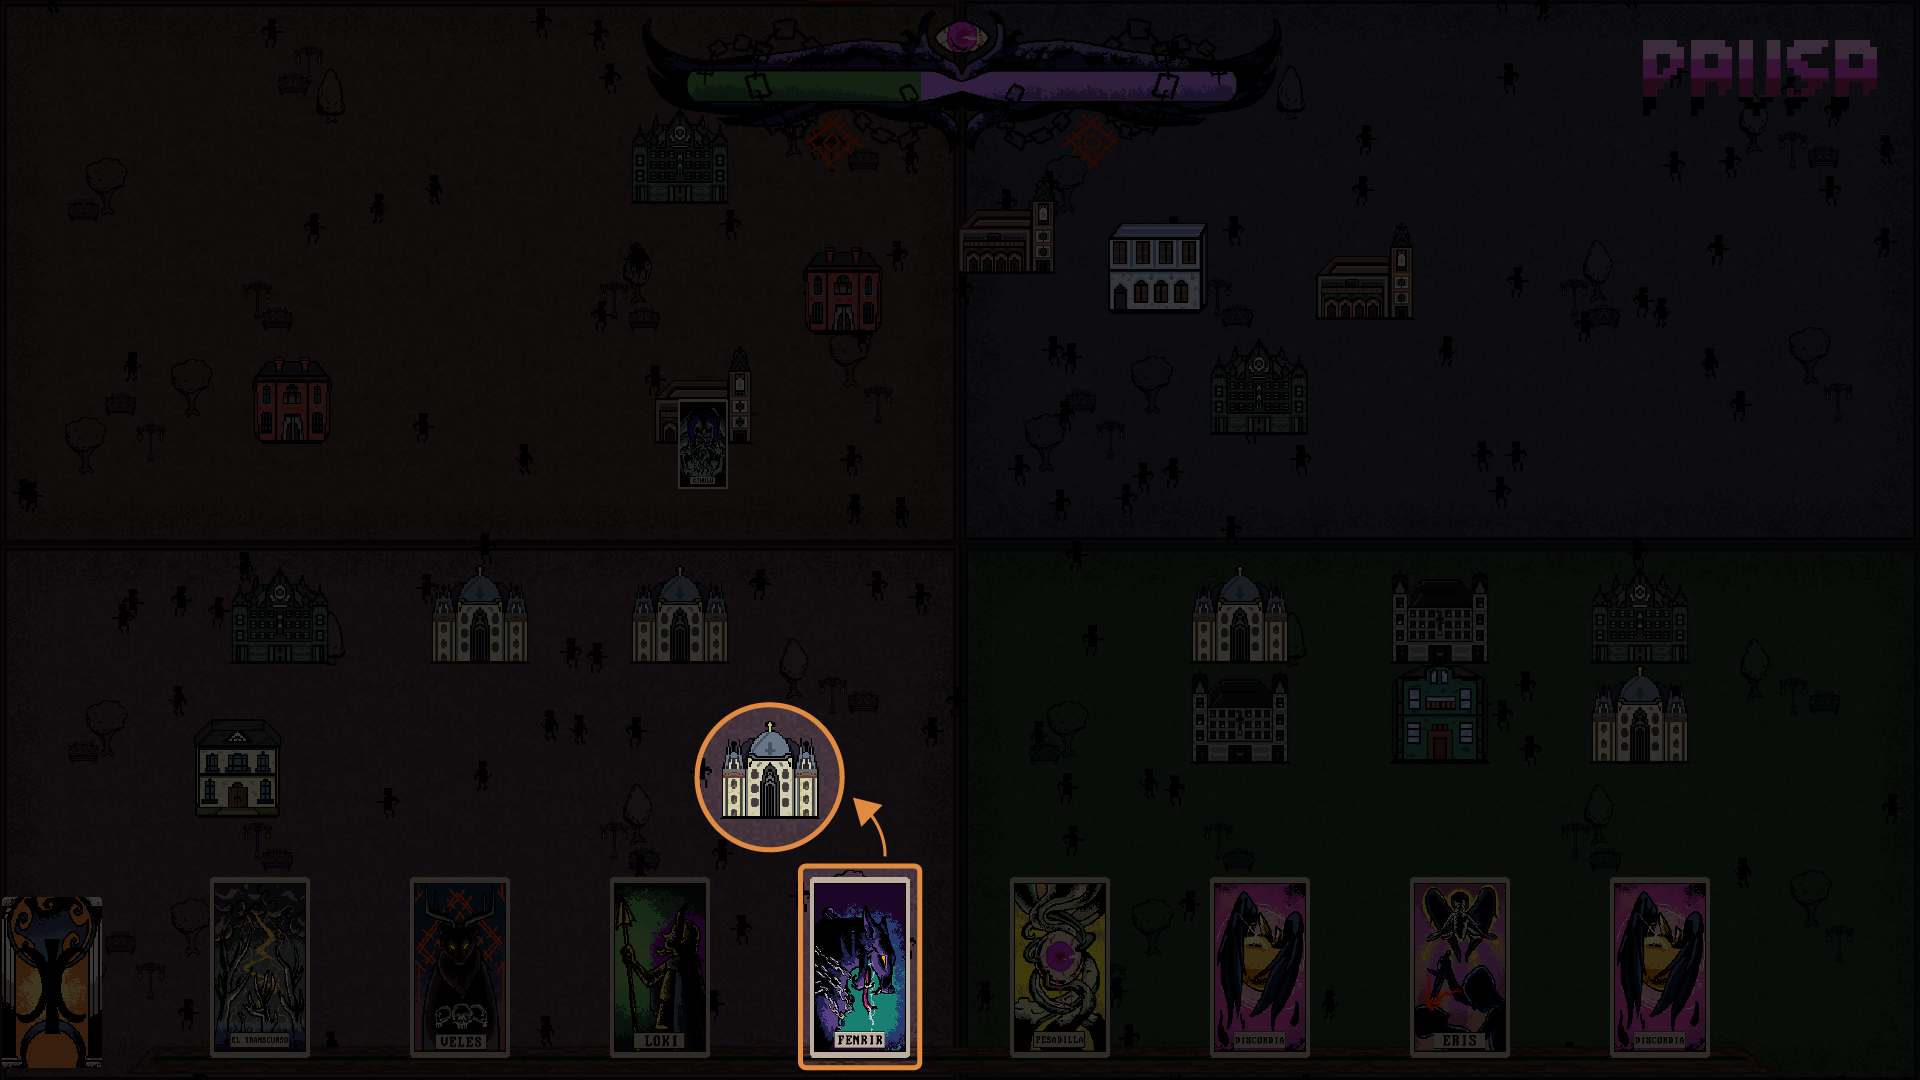 PAUSA
EL TRANSCURSO
VELES
LOKI
FENRIR
PESADILLA
DISCORDIA
ERIS
DISCORDIA